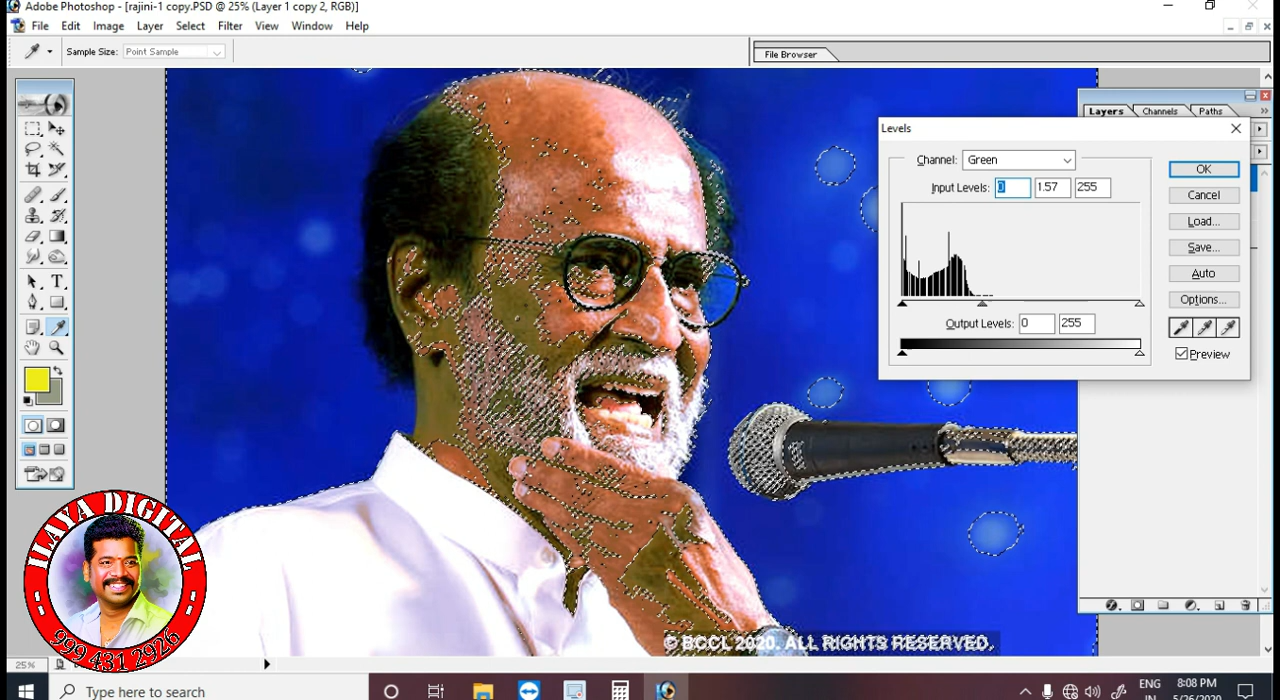 Adobe Photoshop - [rajini-1 copy.PSD @ 25% (Layer 1 copy 2, RGB)]
File Edit Image Layer Select Filter View Window Help
Sample Size: Point Sample
File Browser
Layers Channels Paths
Levels
Channel: Green
Input Levels: 0 1.57 255
OK
Cancel
Load...
Save...
Auto
Options...
Output Levels: 0 255
Preview
T
ILAYA DIGITAL
999 431 2926
© BCCL 2020. ALL RIGHTS RESERVED.
25%
Type here to search
ENG
IN
8:08 PM
5/26/2020